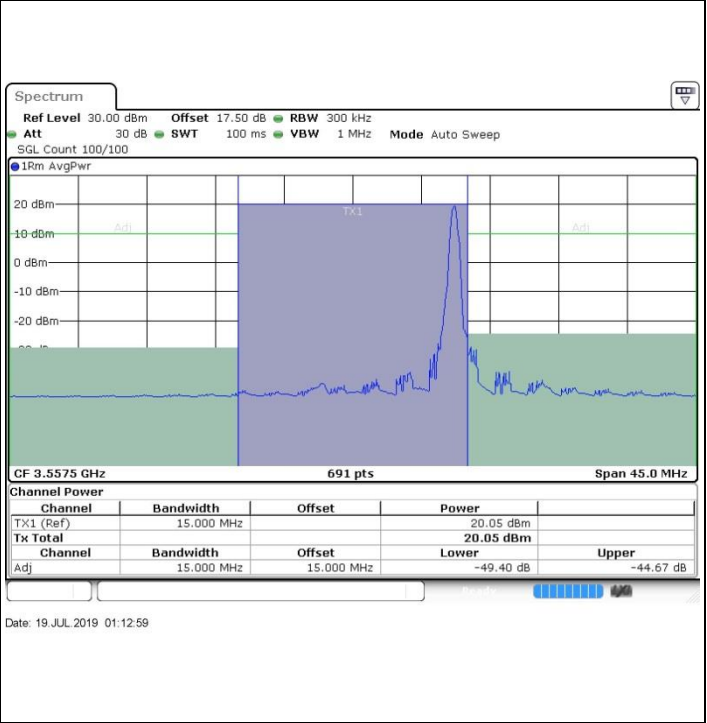 Spectrum
Ref Level 30.00 dBm Offset 17.50 dB RBW 300 kHz
Att 30 dB SWT 100 ms VBW 1 MHz Mode Auto Sweep
SGL Count 100/100
1Rm AvgPwr
20 dBm
TX1
10 dBm Adj Adj
0 dBm
-10 dBm
-20 dBm
CF 3.5575 GHz 691 pts Span 45.0 MHz
Channel Power
Channel Bandwidth Offset Power
TX1 (Ref) 15.000 MHz 20.05 dBm
Tx Total 20.05 dBm
Channel Bandwidth Offset Lower Upper
Adj 15.000 MHz 15.000 MHz -49.40 dB -44.67 dB
Ready
Date: 19.JUL.2019 01:12:59